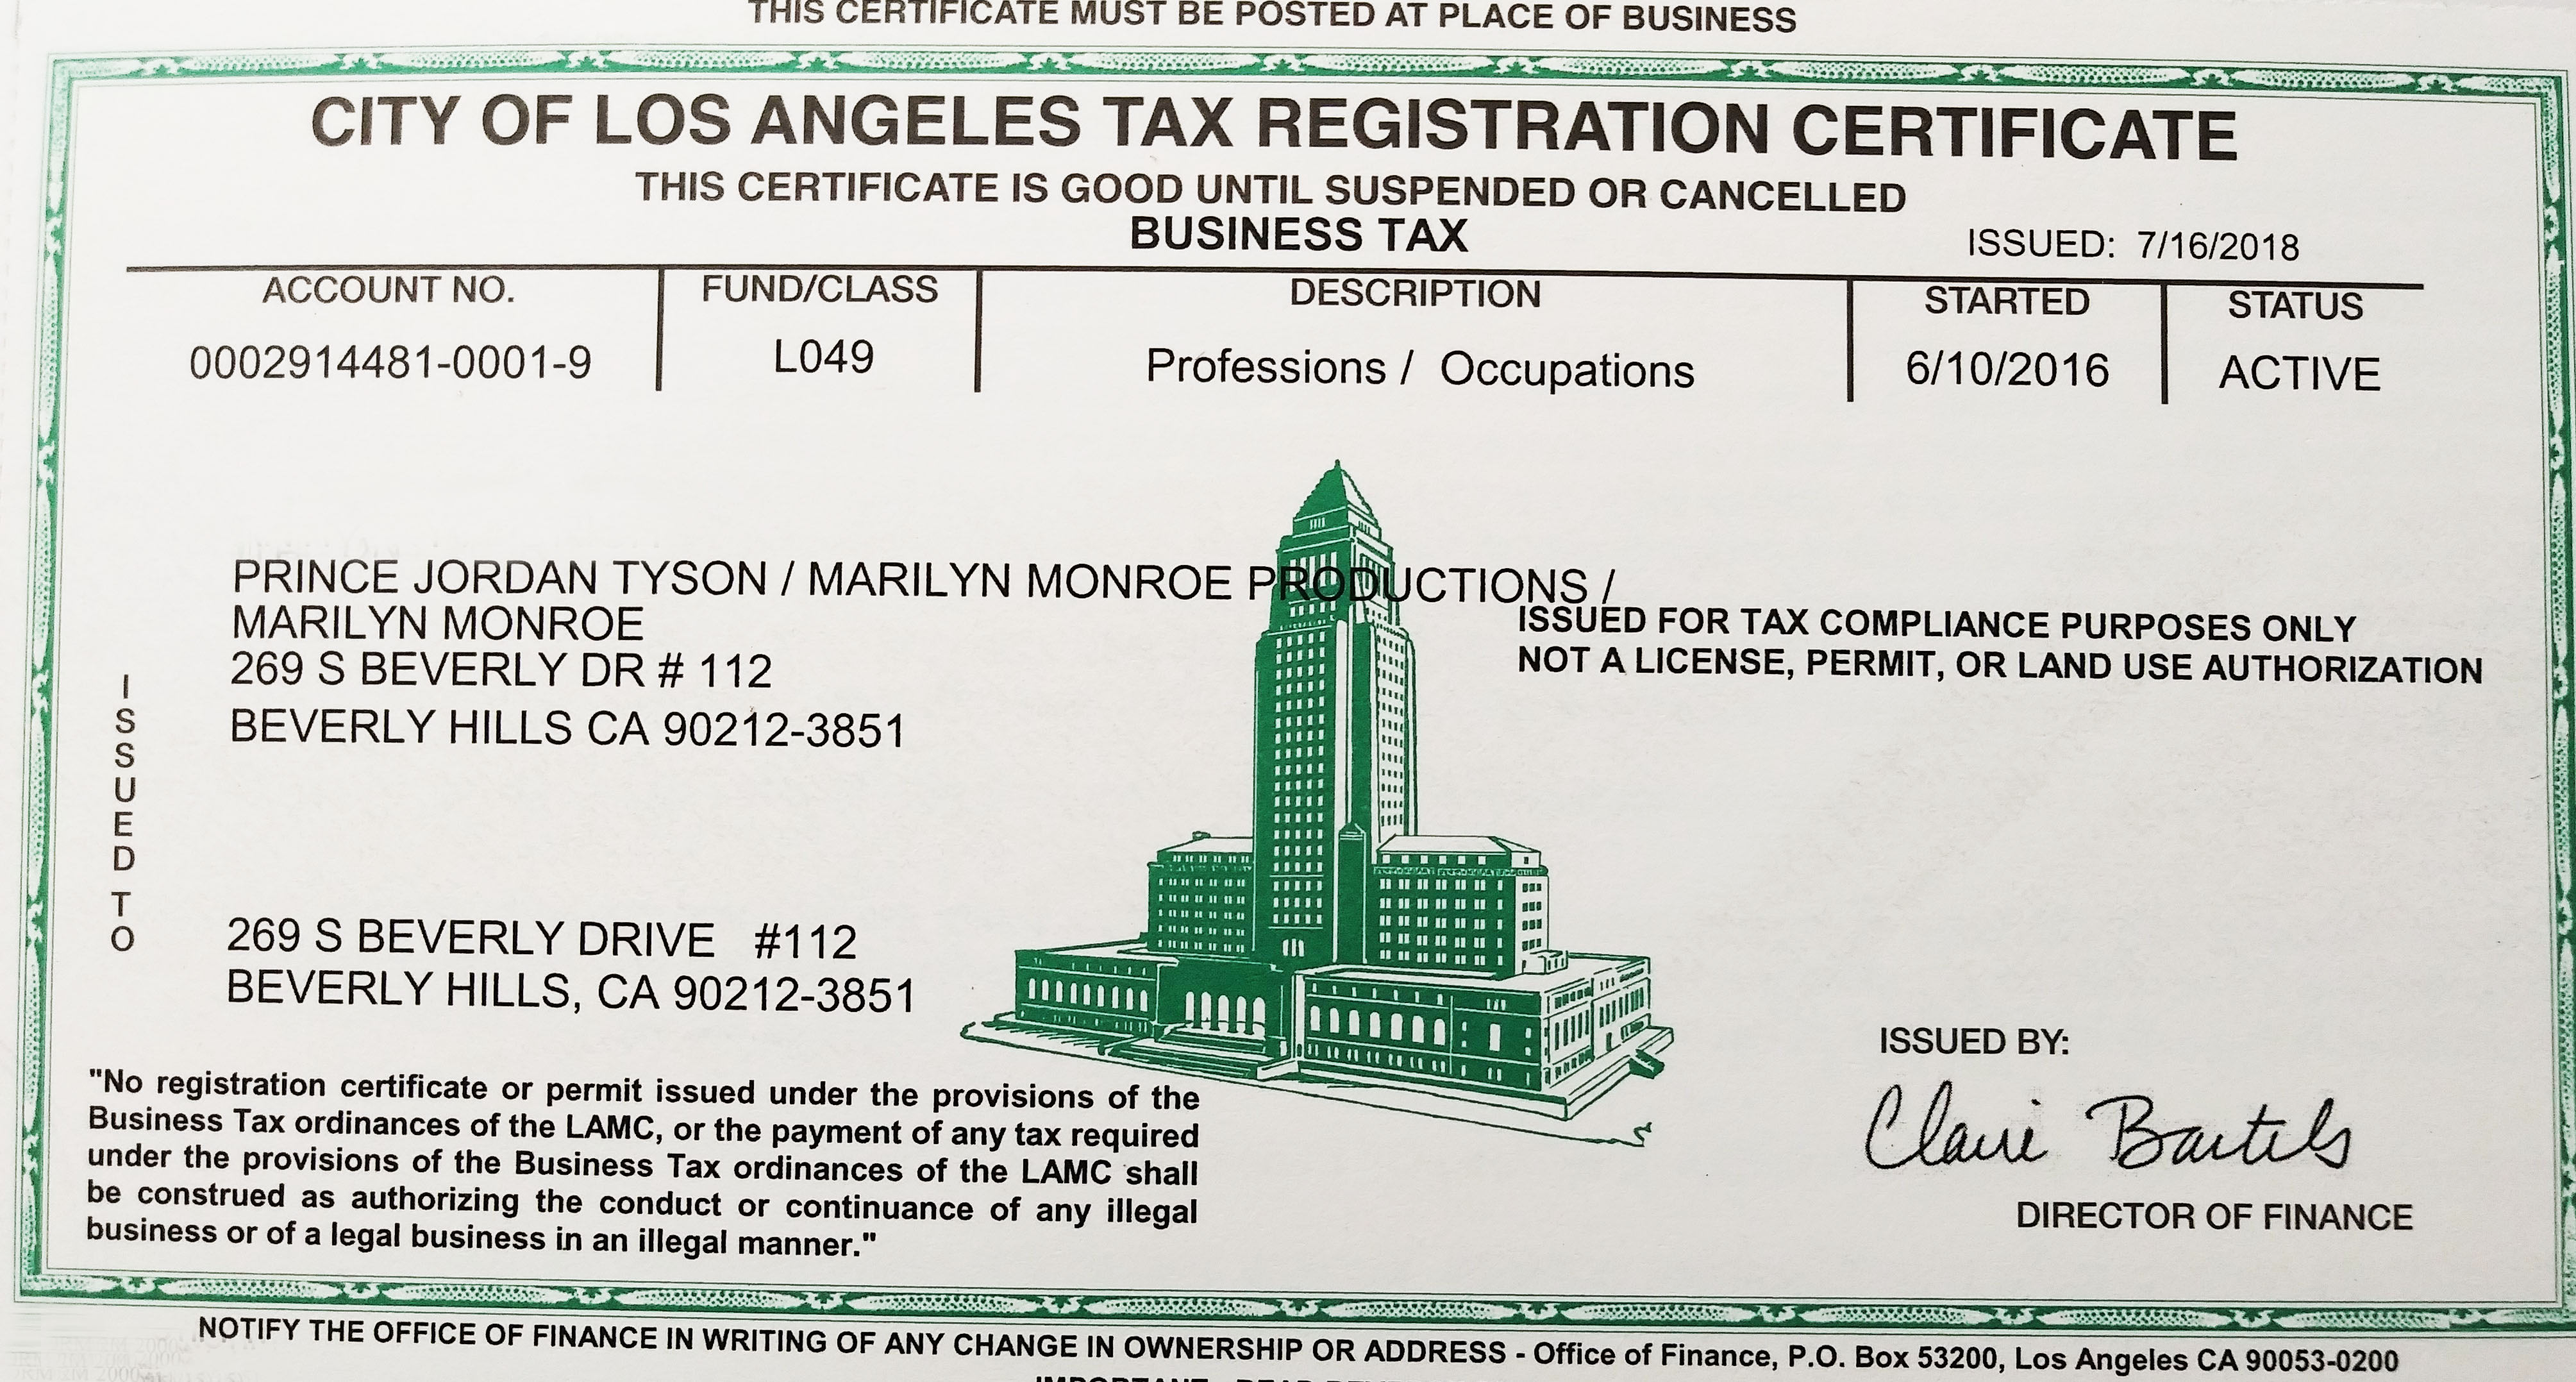 THIS CERTIFICATE MUST BE POSTED AT PLACE OF BUSINESS
CITY OF LOS ANGELES TAX REGISTRATION CERTIFICATE
THIS CERTIFICATE IS GOOD UNTIL SUSPENDED OR CANCELLED
BUSINESS TAX
ISSUED: 7/16/2018
ACCOUNT NO. FUND/CLASS DESCRIPTION STARTED STATUS
0002914481-0001-9 L049 Professions / Occupations 6/10/2016 ACTIVE
PRINCE JORDAN TYSON / MARILYN MONROE PRODUCTIONS /
MARILYN MONROE
269 S BEVERLY DR # 112
BEVERLY HILLS CA 90212-3851
ISSUED FOR TAX COMPLIANCE PURPOSES ONLY
NOT A LICENSE, PERMIT, OR LAND USE AUTHORIZATION
ISSUED TO
269 S BEVERLY DRIVE #112
BEVERLY HILLS, CA 90212-3851
"No registration certificate or permit issued under the provisions of the
Business Tax ordinances of the LAMC, or the payment of any tax required
under the provisions of the Business Tax ordinances of the LAMC shall
be construed as authorizing the conduct or continuance of any illegal
business or of a legal business in an illegal manner."
ISSUED BY:
Claire Bartels
DIRECTOR OF FINANCE
NOTIFY THE OFFICE OF FINANCE IN WRITING OF ANY CHANGE IN OWNERSHIP OR ADDRESS - Office of Finance, P.O. Box 53200, Los Angeles CA 90053-0200